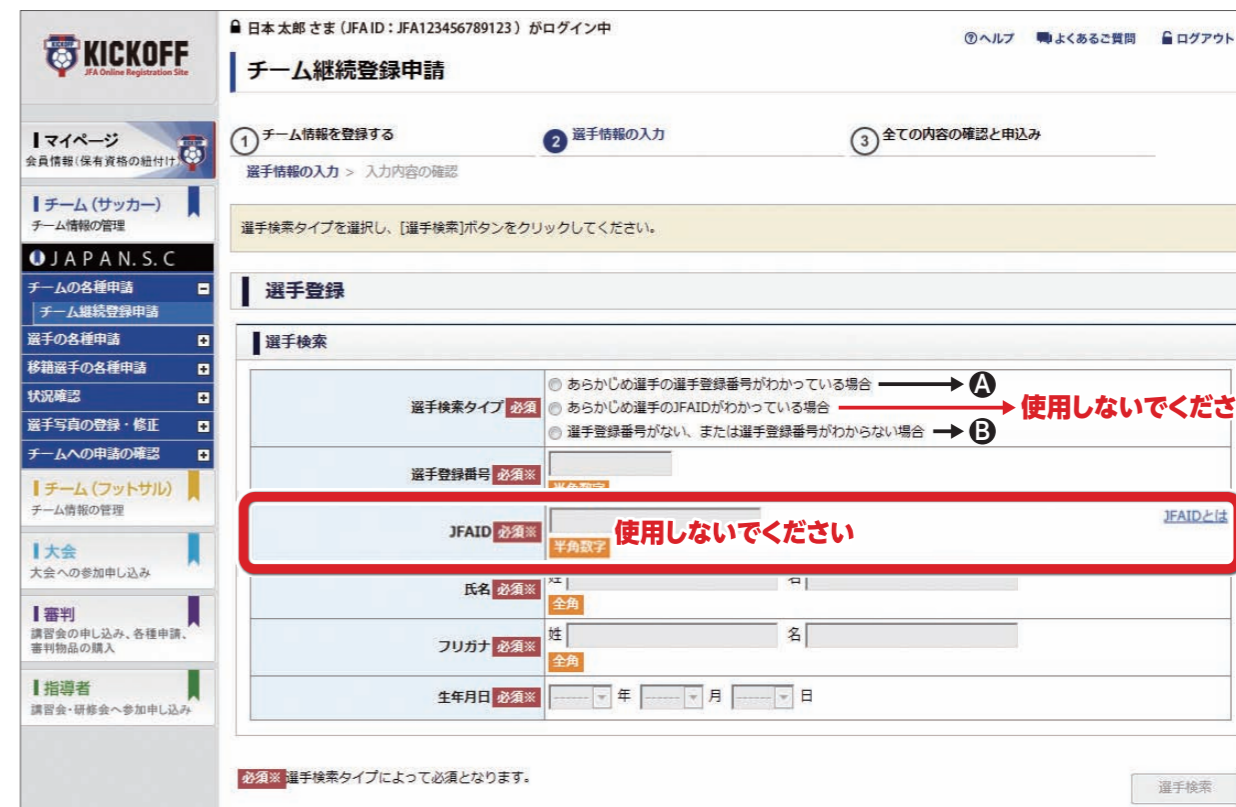 KICKOFF
JFA Online Registration Site
日本 太郎 さま (JFA ID：JFA123456789123) がログイン中
ヘルプ よくあるご質問 ログアウト
チーム継続登録申請
マイページ
会員情報(保有資格の紐付け)
1 チーム情報を登録する 2 選手情報の入力 3 全ての内容の確認と申込み
選手情報の入力 > 入力内容の確認
チーム (サッカー)
チーム情報の管理
選手検索タイプを選択し、[選手検索]ボタンをクリックしてください。
JAPAN.S.C
チームの各種申請
チーム継続登録申請
選手の各種申請
移籍選手の各種申請
状況確認
選手写真の登録・修正
チームへの申請の確認
チーム (フットサル)
チーム情報の管理
大会
大会への参加申し込み
審判
講習会の申し込み、各種申請、
審判物品の購入
指導者
講習会・研修会へ参加申し込み
選手登録
選手検索
選手検索タイプ 必須
あらかじめ選手の選手登録番号がわかっている場合 A
あらかじめ選手のJFAIDがわかっている場合 使用しないでくださ
選手登録番号がない、または選手登録番号がわからない場合 B
選手登録番号 必須※
半角数字
JFAID 必須※ 使用しないでください JFAIDとは
半角数字
氏名 必須※ 姓 名
全角
フリガナ 必須※ 姓 名
全角
生年月日 必須※ ------ 年 ------ 月 ------ 日
必須※ 選手検索タイプによって必須となります。
選手検索